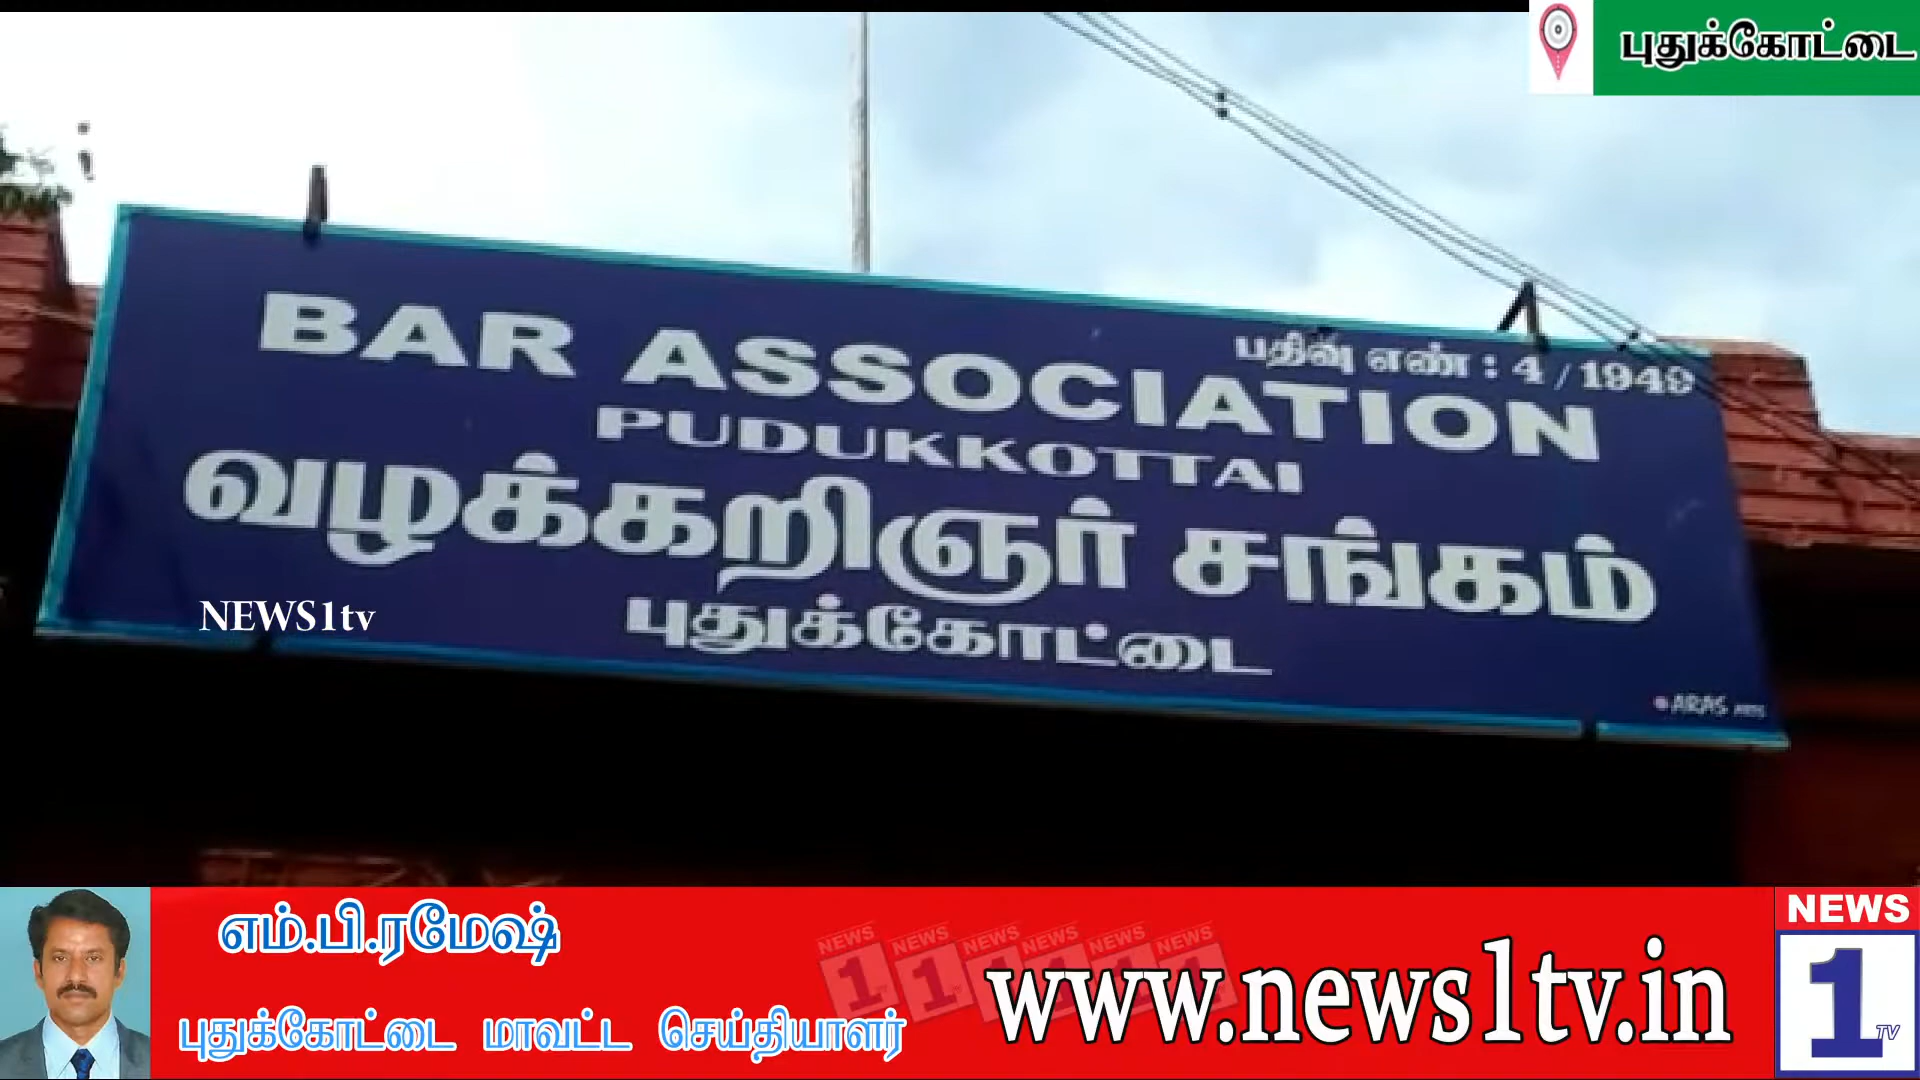 புதுக்கோட்டை
பதிவு எண் : 4 / 1949
BAR ASSOCIATION
PUDUKKOTTAI
வழக்கறிஞர் சங்கம்
புதுக்கோட்டை
NEWS1tv
ARAS ARTS
எம்.பி.ரமேஷ்
புதுக்கோட்டை மாவட்ட செய்தியாளர்
www.news1tv.in
NEWS
1
TV